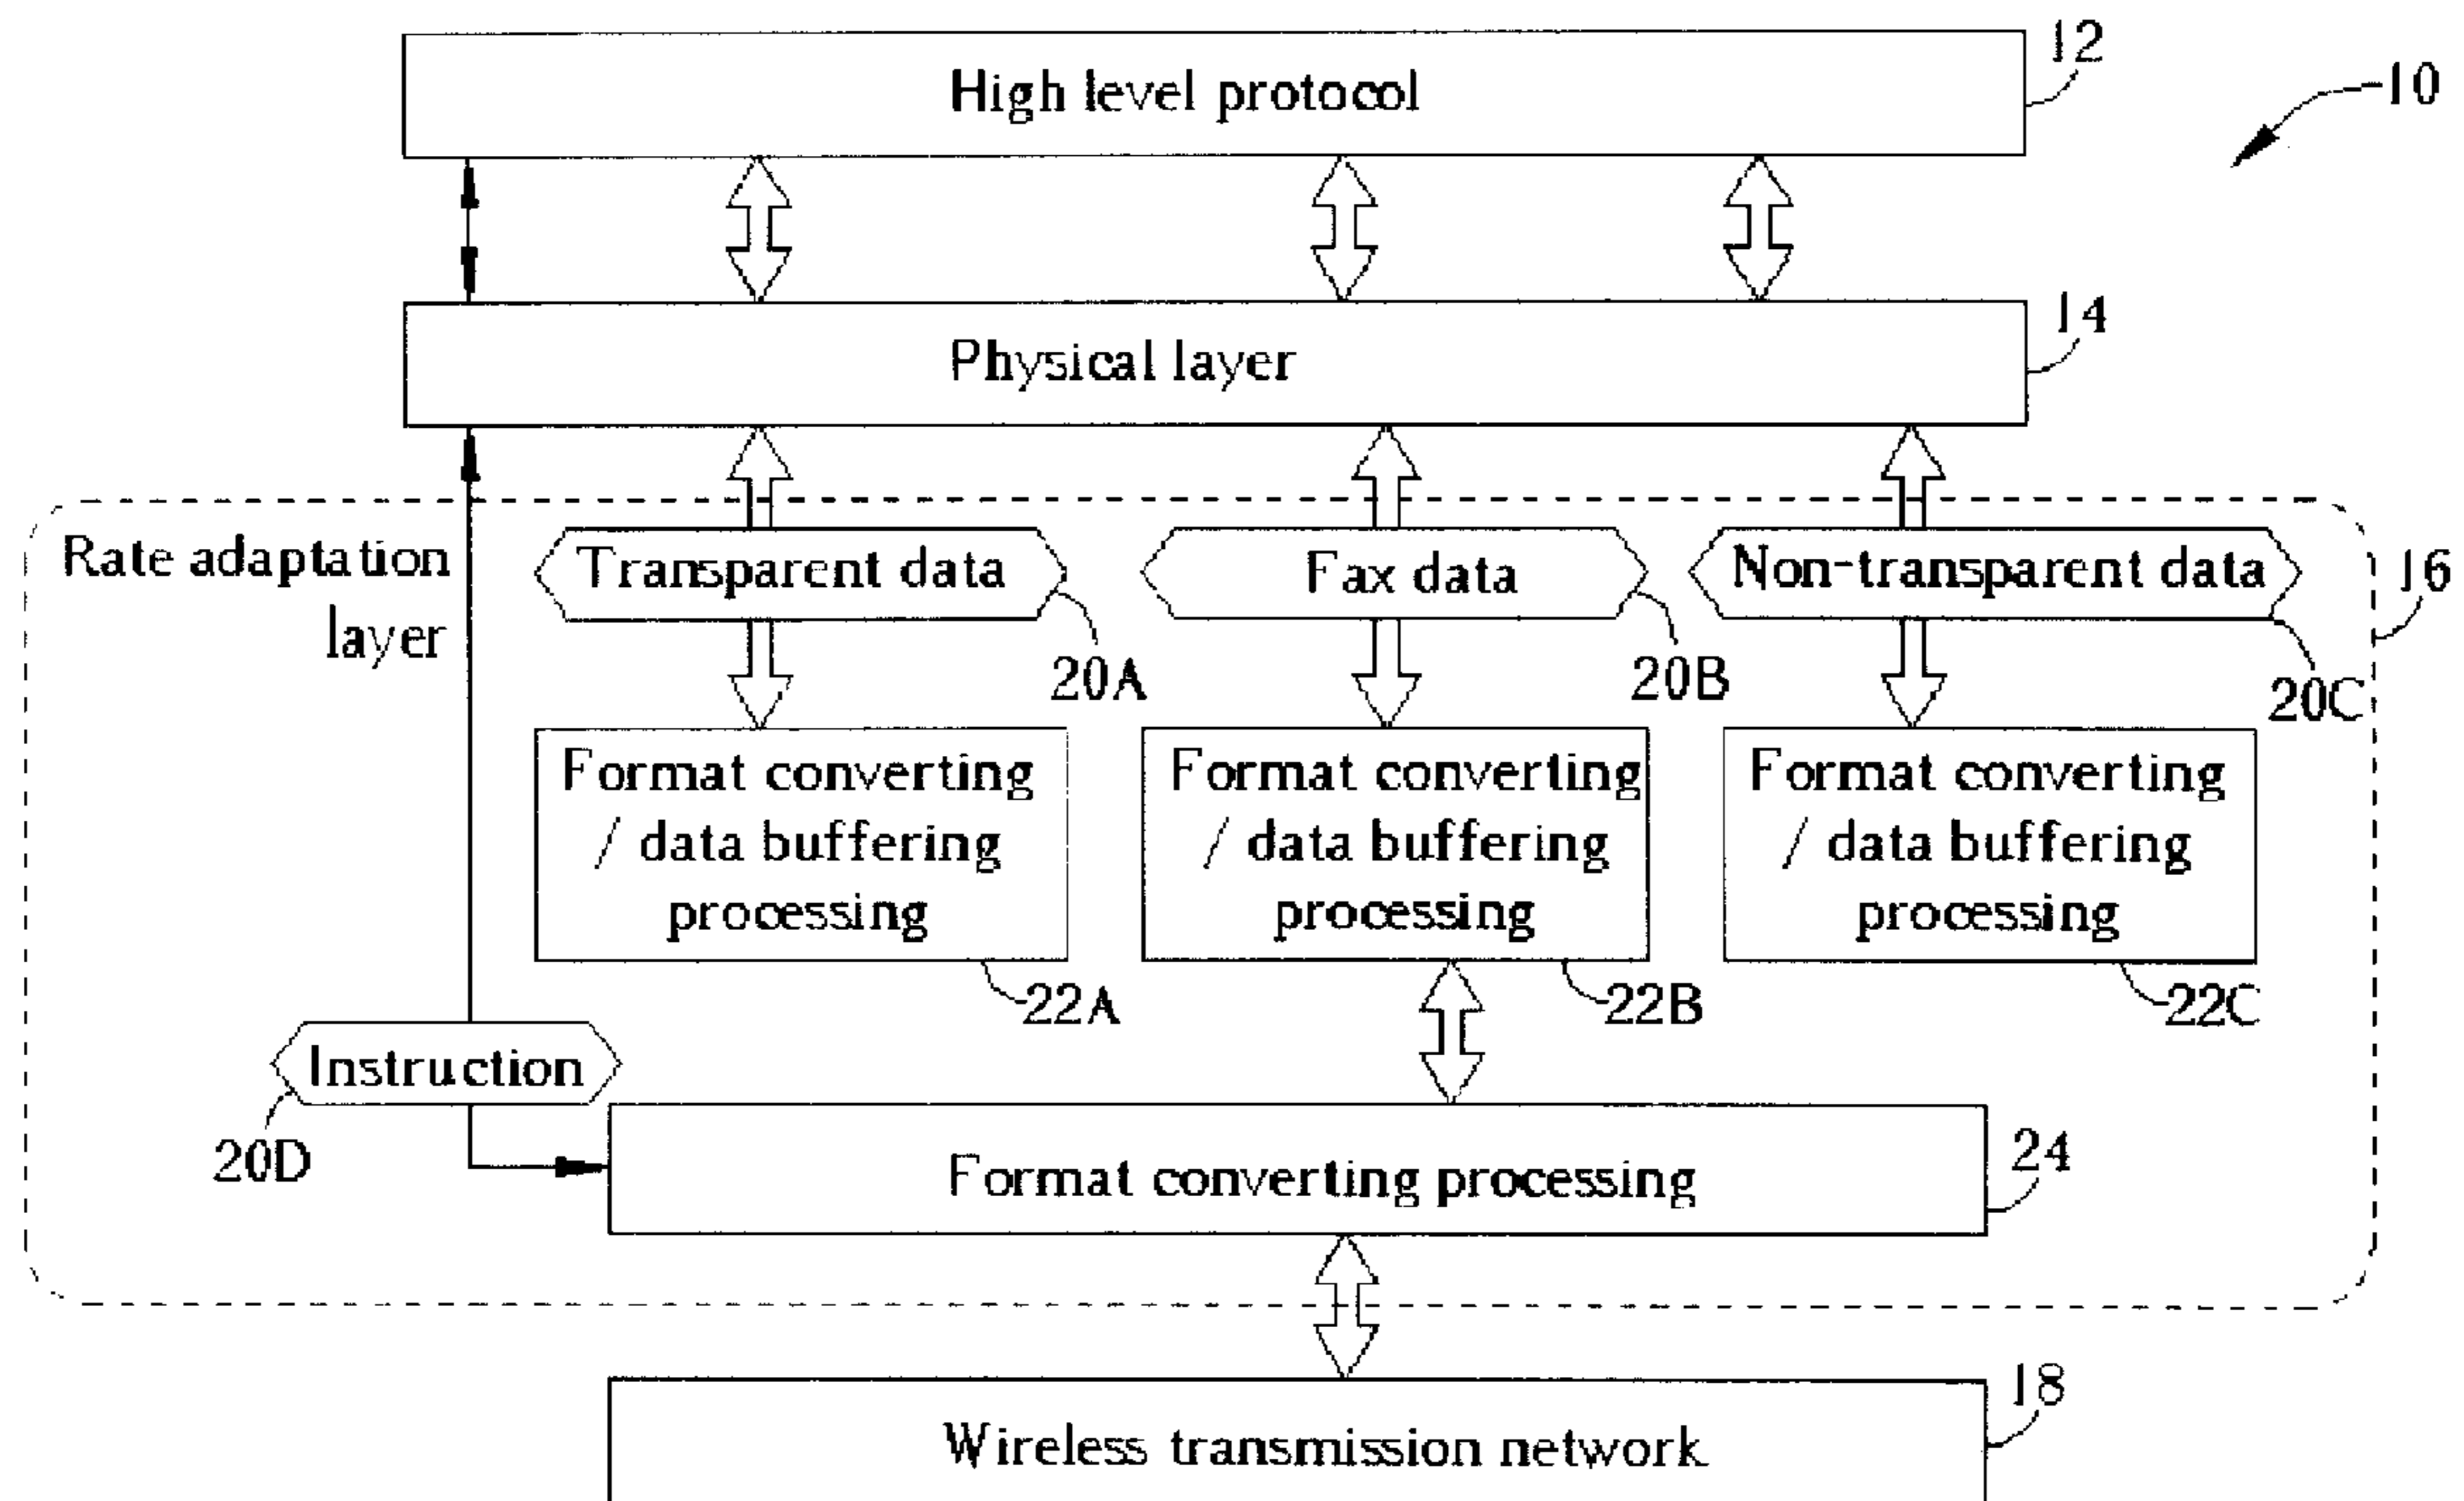 High level protocol
12
10
Physical layer
14
Rate adaptation
layer
Transparent data
Fax data
Non-transparent data
16
20A
20B
20C
Format converting
/ data buffering
processing
Format converting
/ data buffering
processing
Format converting
/ data buffering
processing
22A
22B
22C
Instruction
20D
Format converting processing
24
Wireless transmission network
18